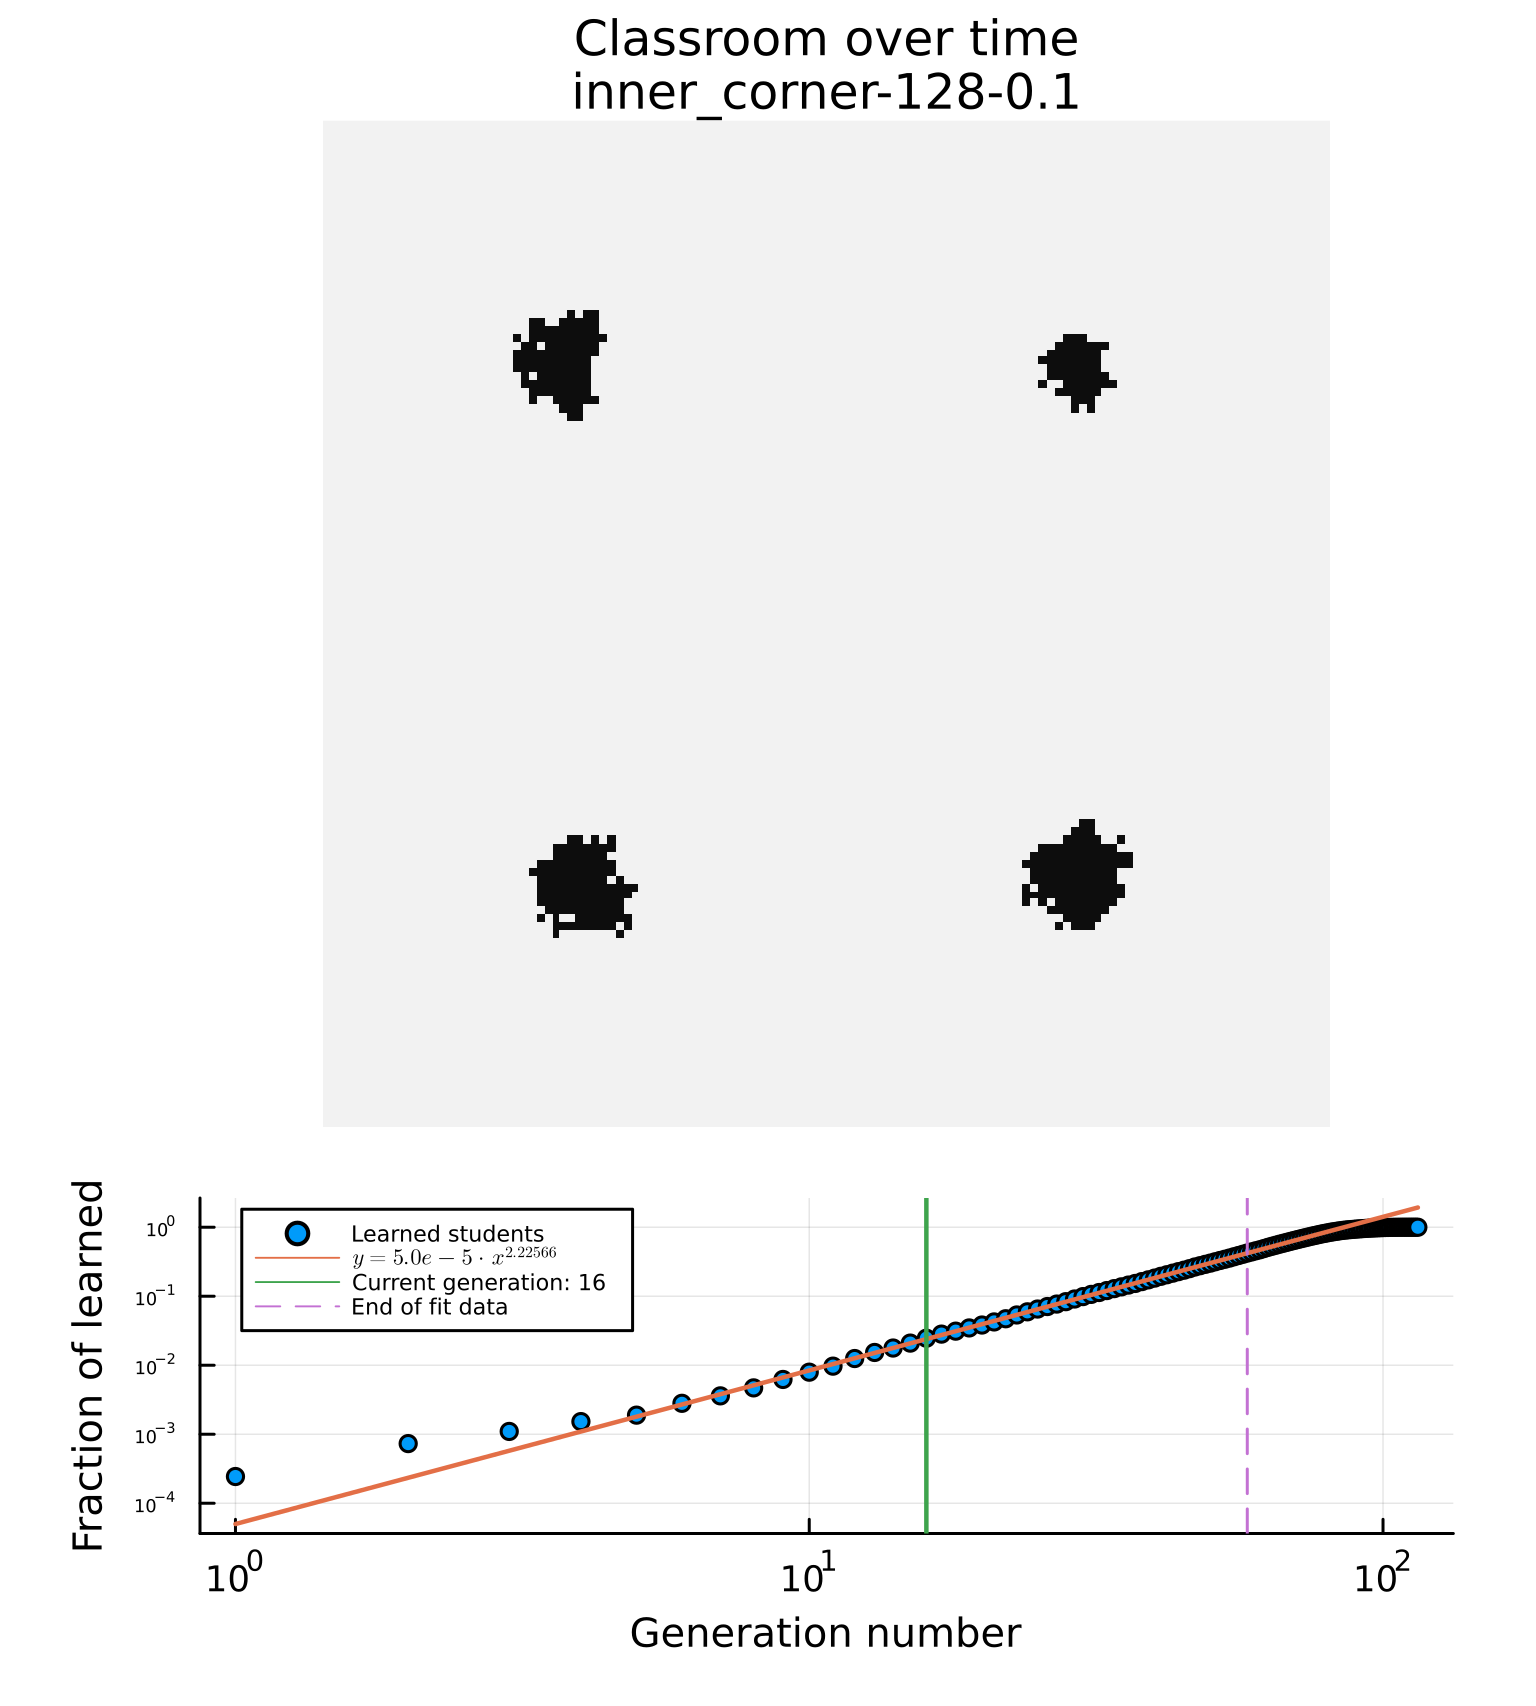 Classroom over time
inner_corner-128-0.1
Fraction of learned
10^0
10^-1
10^-2
10^-3
10^-4
Learned students
y = 5.0e − 5 · x^2.22566
Current generation: 16
End of fit data
10^0 10^1 10^2
Generation number